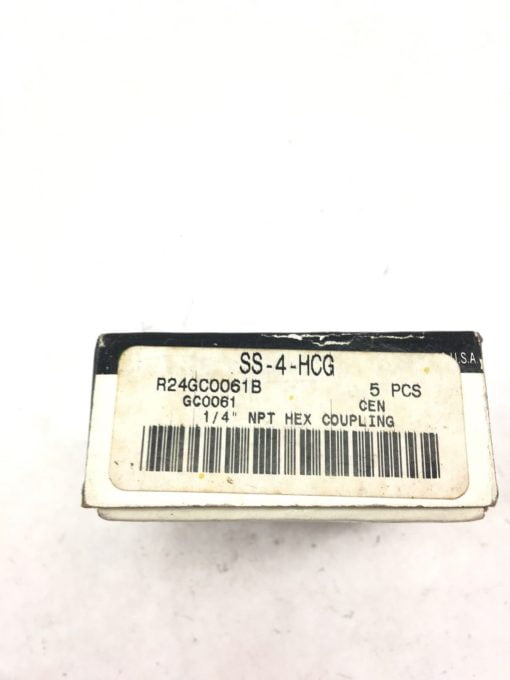 U.S.A.
SS-4-HCG
R24GC0061B 5 PCS
GC0061 CEN
1/4" NPT HEX COUPLING